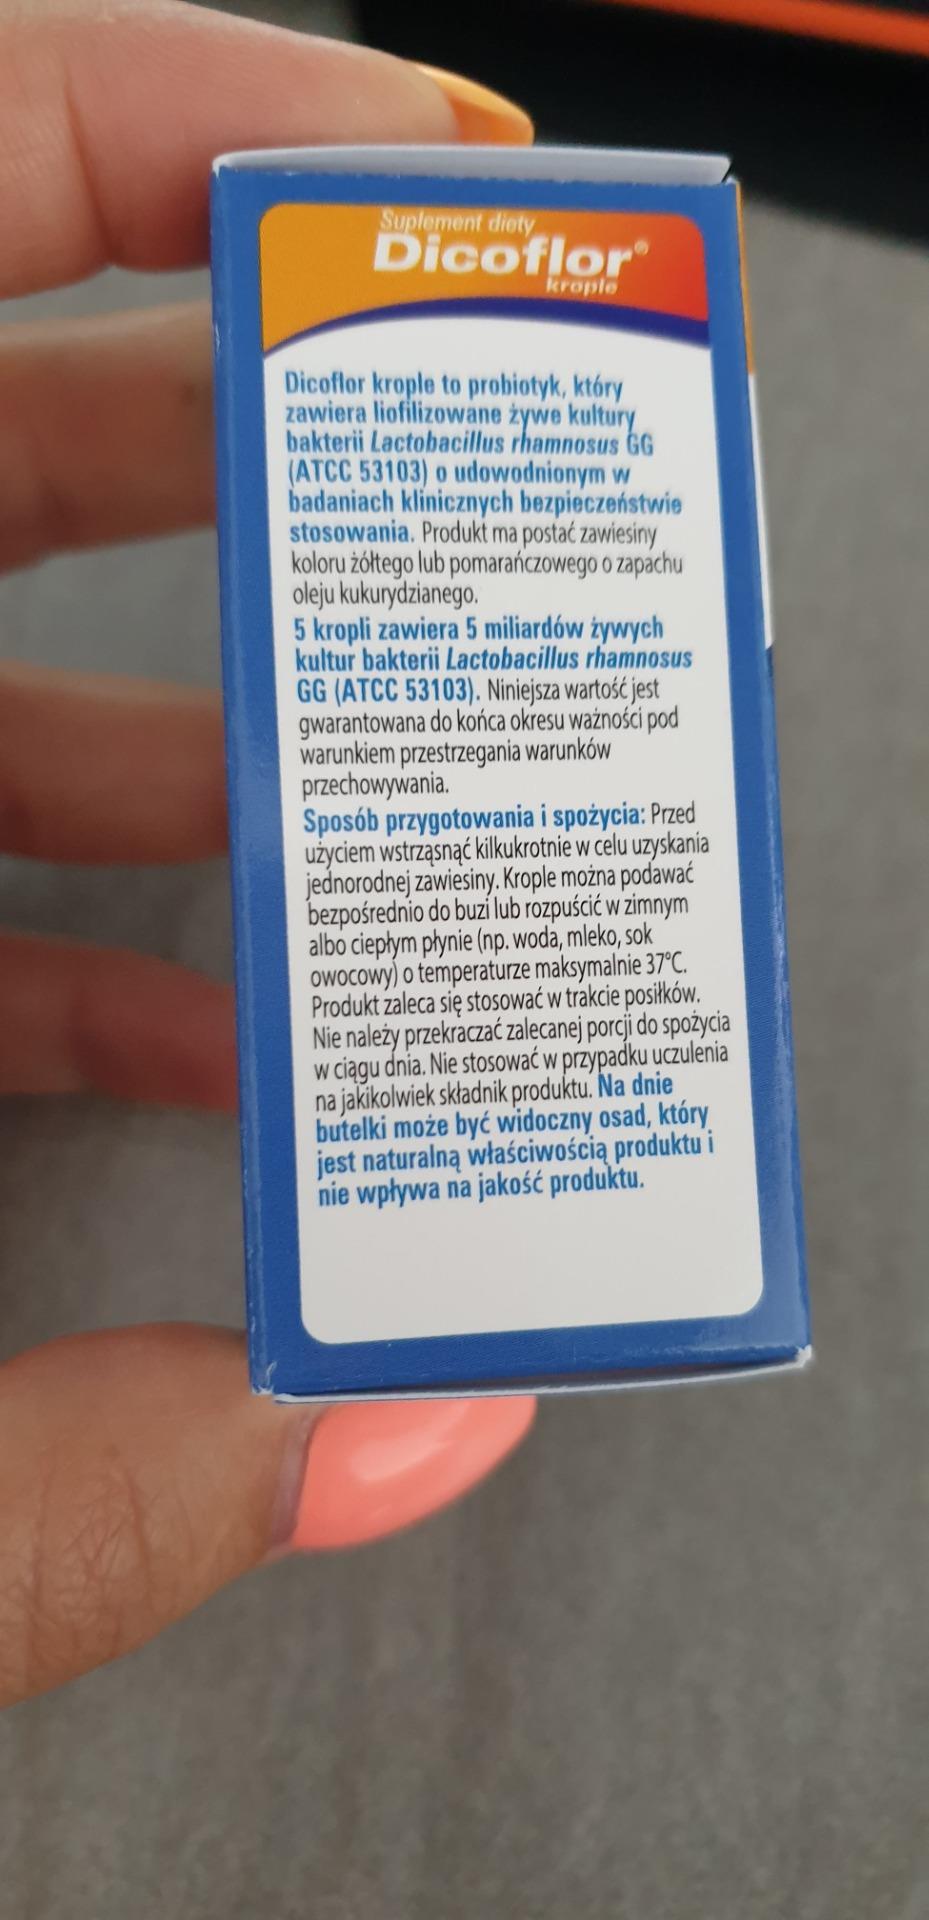 Suplement diety
Dicoflor®
krople
Dicoflor krople to probiotyk, który
zawiera liofilizowane żywe kultury
bakterii Lactobacillus rhamnosus GG
(ATCC 53103) o udowodnionym w
badaniach klinicznych bezpieczeństwie
stosowania. Produkt ma postać zawiesiny
koloru żółtego lub pomarańczowego o zapachu
oleju kukurydzianego.
5 kropli zawiera 5 miliardów żywych
kultur bakterii Lactobacillus rhamnosus
GG (ATCC 53103). Niniejsza wartość jest
gwarantowana do końca okresu ważności pod
warunkiem przestrzegania warunków
przechowywania.
Sposób przygotowania i spożycia: Przed
użyciem wstrząsnąć kilkukrotnie w celu uzyskania
jednorodnej zawiesiny. Krople można podawać
bezpośrednio do buzi lub rozpuścić w zimnym
albo ciepłym płynie (np. woda, mleko, sok
owocowy) o temperaturze maksymalnie 37°C.
Produkt zaleca się stosować w trakcie posiłków.
Nie należy przekraczać zalecanej porcji do spożycia
w ciągu dnia. Nie stosować w przypadku uczulenia
na jakikolwiek składnik produktu. Na dnie
butelki może być widoczny osad, który
jest naturalną właściwością produktu i
nie wpływa na jakość produktu.